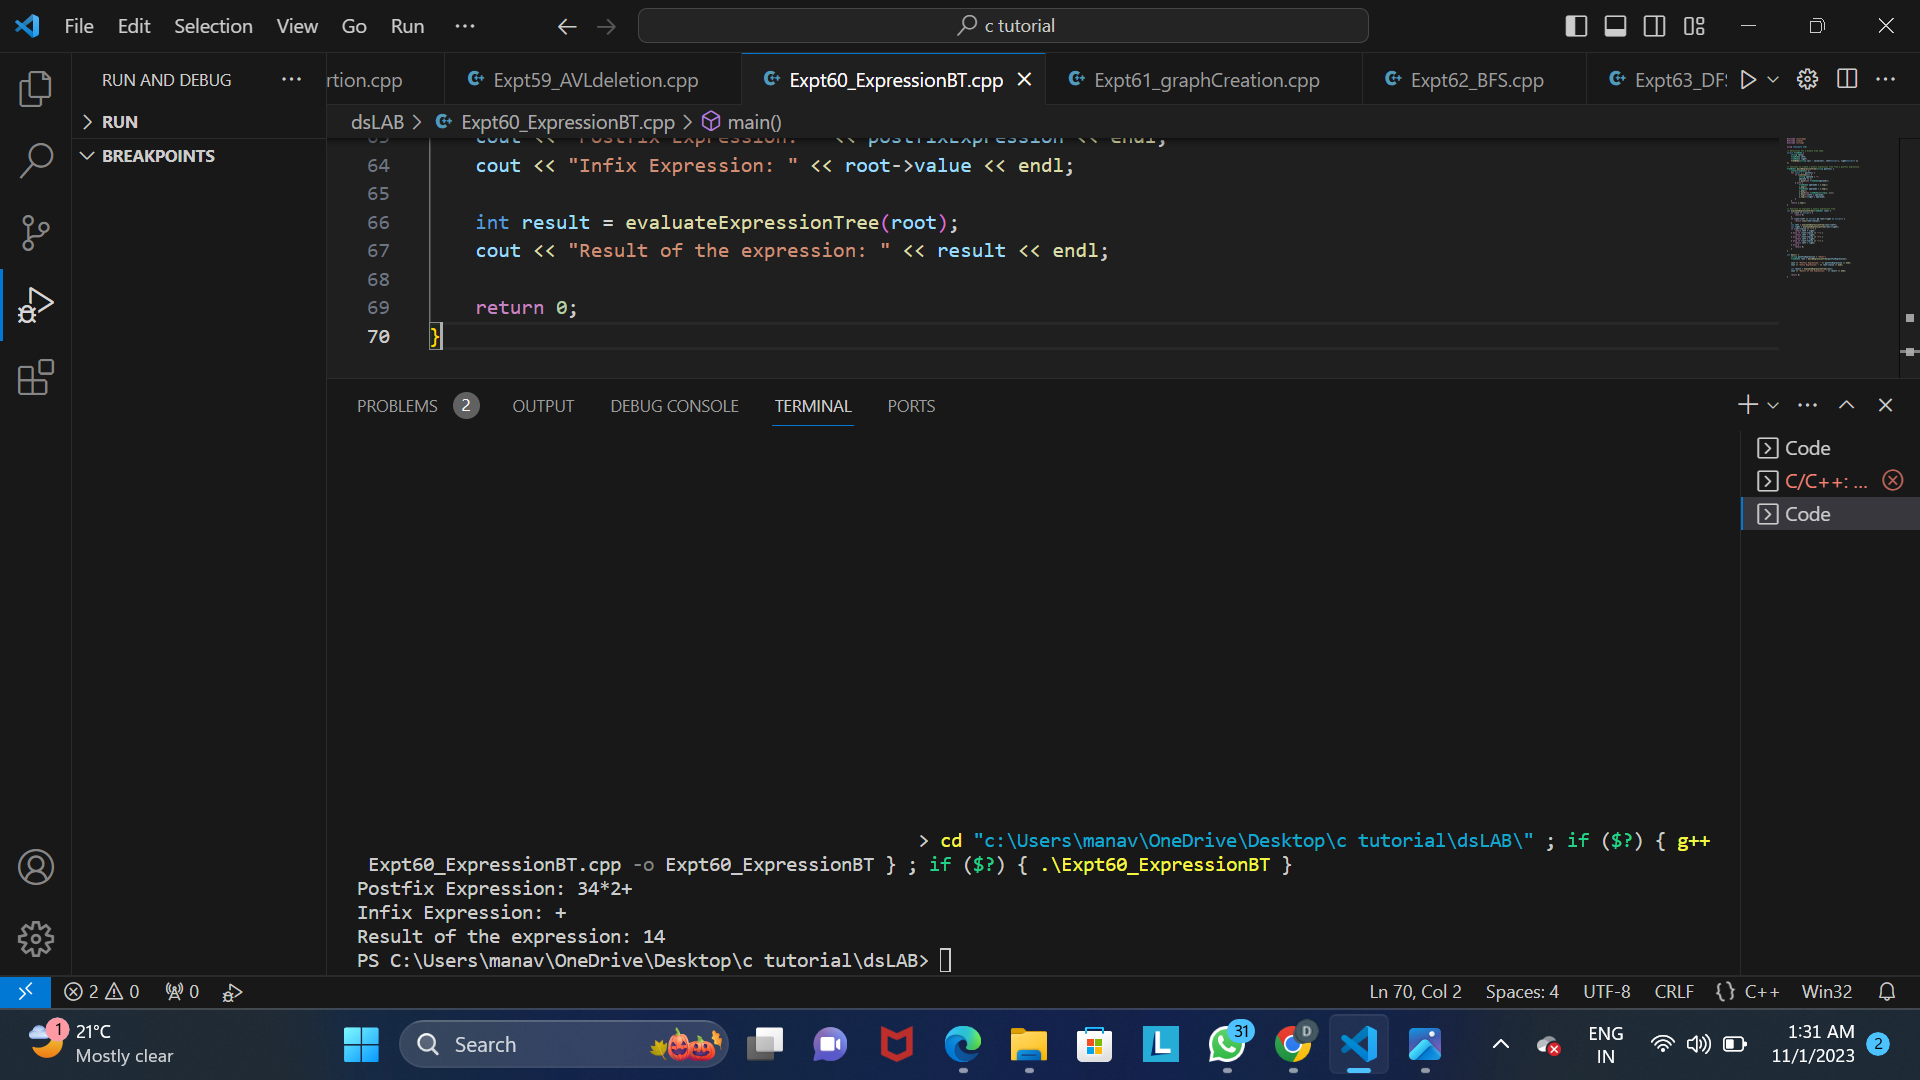 File Edit Selection View Go Run ...
c tutorial
RUN AND DEBUG ...
rtion.cpp
Expt59_AVLdeletion.cpp
Expt60_ExpressionBT.cpp
Expt61_graphCreation.cpp
Expt62_BFS.cpp
Expt63_DFS
RUN
BREAKPOINTS
dsLAB > Expt60_ExpressionBT.cpp > main()
63 cout << "Postfix Expression: " << postfixExpression << endl;
64 cout << "Infix Expression: " << root->value << endl;
65
66 int result = evaluateExpressionTree(root);
67 cout << "Result of the expression: " << result << endl;
68
69 return 0;
70 }
PROBLEMS 2 OUTPUT DEBUG CONSOLE TERMINAL PORTS
Code
C/C++: ...
Code
> cd "c:\Users\manav\OneDrive\Desktop\c tutorial\dsLAB\" ; if ($?) { g++
Expt60_ExpressionBT.cpp -o Expt60_ExpressionBT } ; if ($?) { .\Expt60_ExpressionBT }
Postfix Expression: 34*2+
Infix Expression: +
Result of the expression: 14
PS C:\Users\manav\OneDrive\Desktop\c tutorial\dsLAB>
2 0 0
Ln 70, Col 2 Spaces: 4 UTF-8 CRLF {} C++ Win32
1
21°C
Mostly clear
Search
L
31
D
ENG
IN
1:31 AM
11/1/2023
2